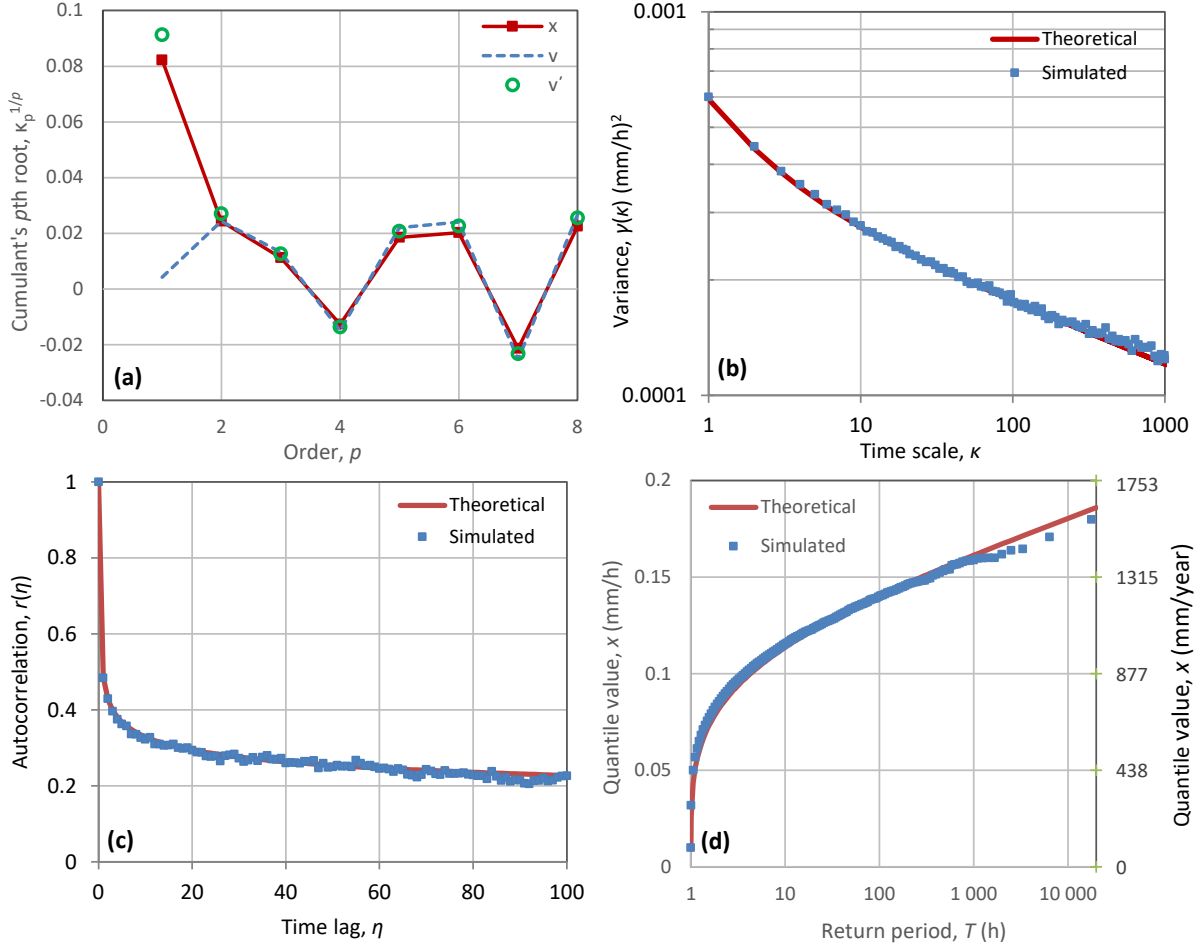 0.1
0.08
0.06
0.04
0.02
0
-0.02
-0.04
Cumulant's pth root, κp^1/p
x
v
v′
(a)
0 2 4 6 8
Order, p
0.001
0.0001
Variance, γ(κ) (mm/h)²
Theoretical
Simulated
(b)
1 10 100 1000
Time scale, κ
1
0.8
0.6
0.4
0.2
0
Autocorrelation, r(η)
Theoretical
Simulated
(c)
0 20 40 60 80 100
Time lag, η
0.2
0.15
0.1
0.05
0
Quantile value, x (mm/h)
Theoretical
Simulated
(d)
1 10 100 1 000 10 000
Return period, T (h)
1753
1315
877
438
0
Quantile value, x (mm/year)